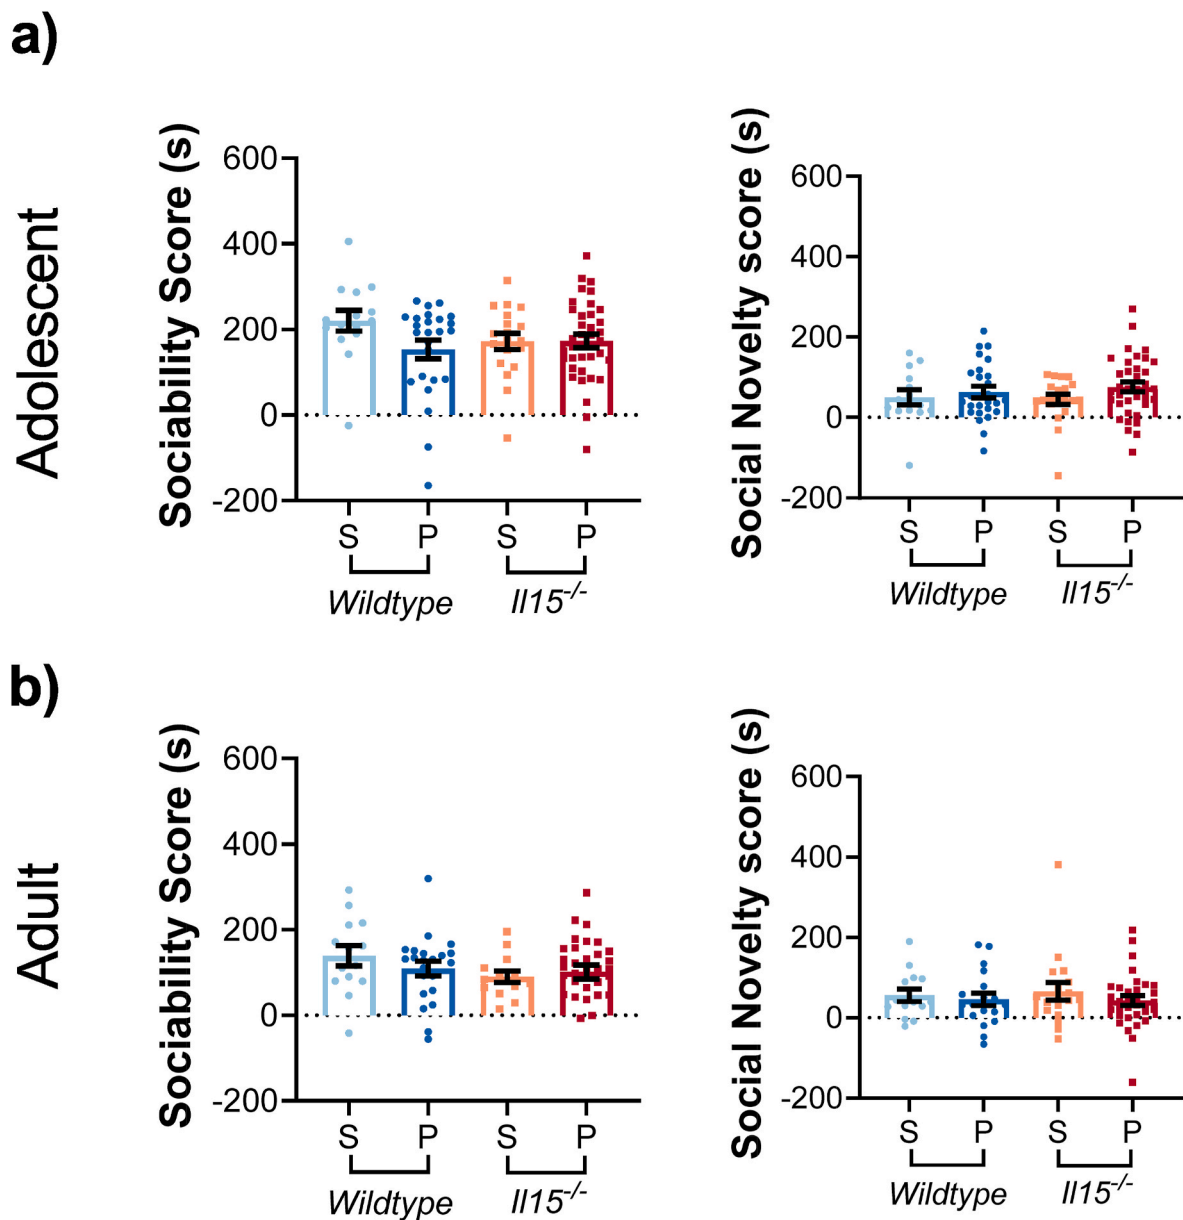 a)
Adolescent
Sociability Score (s)
600
400
200
0
-200
S P S P
Wildtype Il15-/-
Social Novelty score (s)
600
400
200
0
-200
S P S P
Wildtype Il15-/-
b)
Adult
Sociability Score (s)
600
400
200
0
-200
S P S P
Wildtype Il15-/-
Social Novelty score (s)
600
400
200
0
-200
S P S P
Wildtype Il15-/-